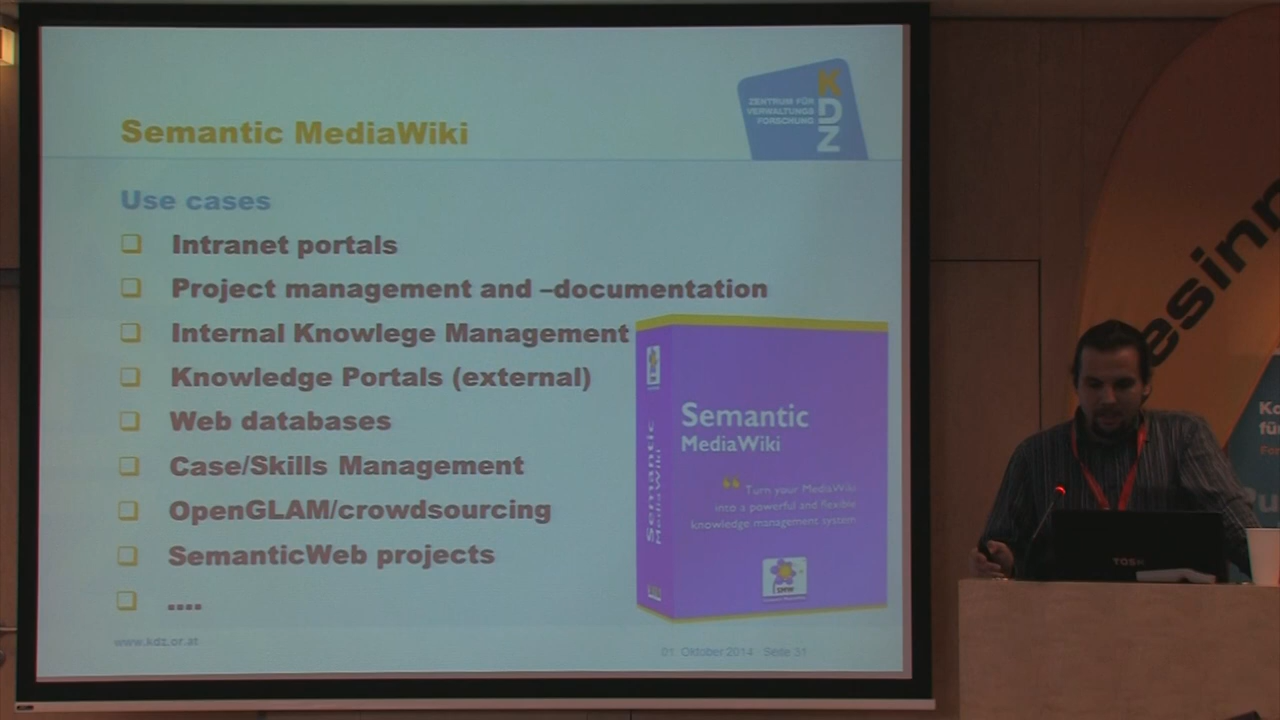 Semantic MediaWiki
ZENTRUM FÜR
VERWALTUNGS
FORSCHUNG
KDZ
Use cases
❑ Intranet portals
❑ Project management and –documentation
❑ Internal Knowlege Management
❑ Knowledge Portals (external)
❑ Web databases
❑ Case/Skills Management
❑ OpenGLAM/crowdsourcing
❑ SemanticWeb projects
❑ ....
Semantic
MediaWiki
Semantic
MediaWiki
“ Turn your MediaWiki
into a powerful and flexible
knowledge management system
SMW
www.kdz.or.at
01. Oktober 2014 · Seite 31
esinn
TOSH